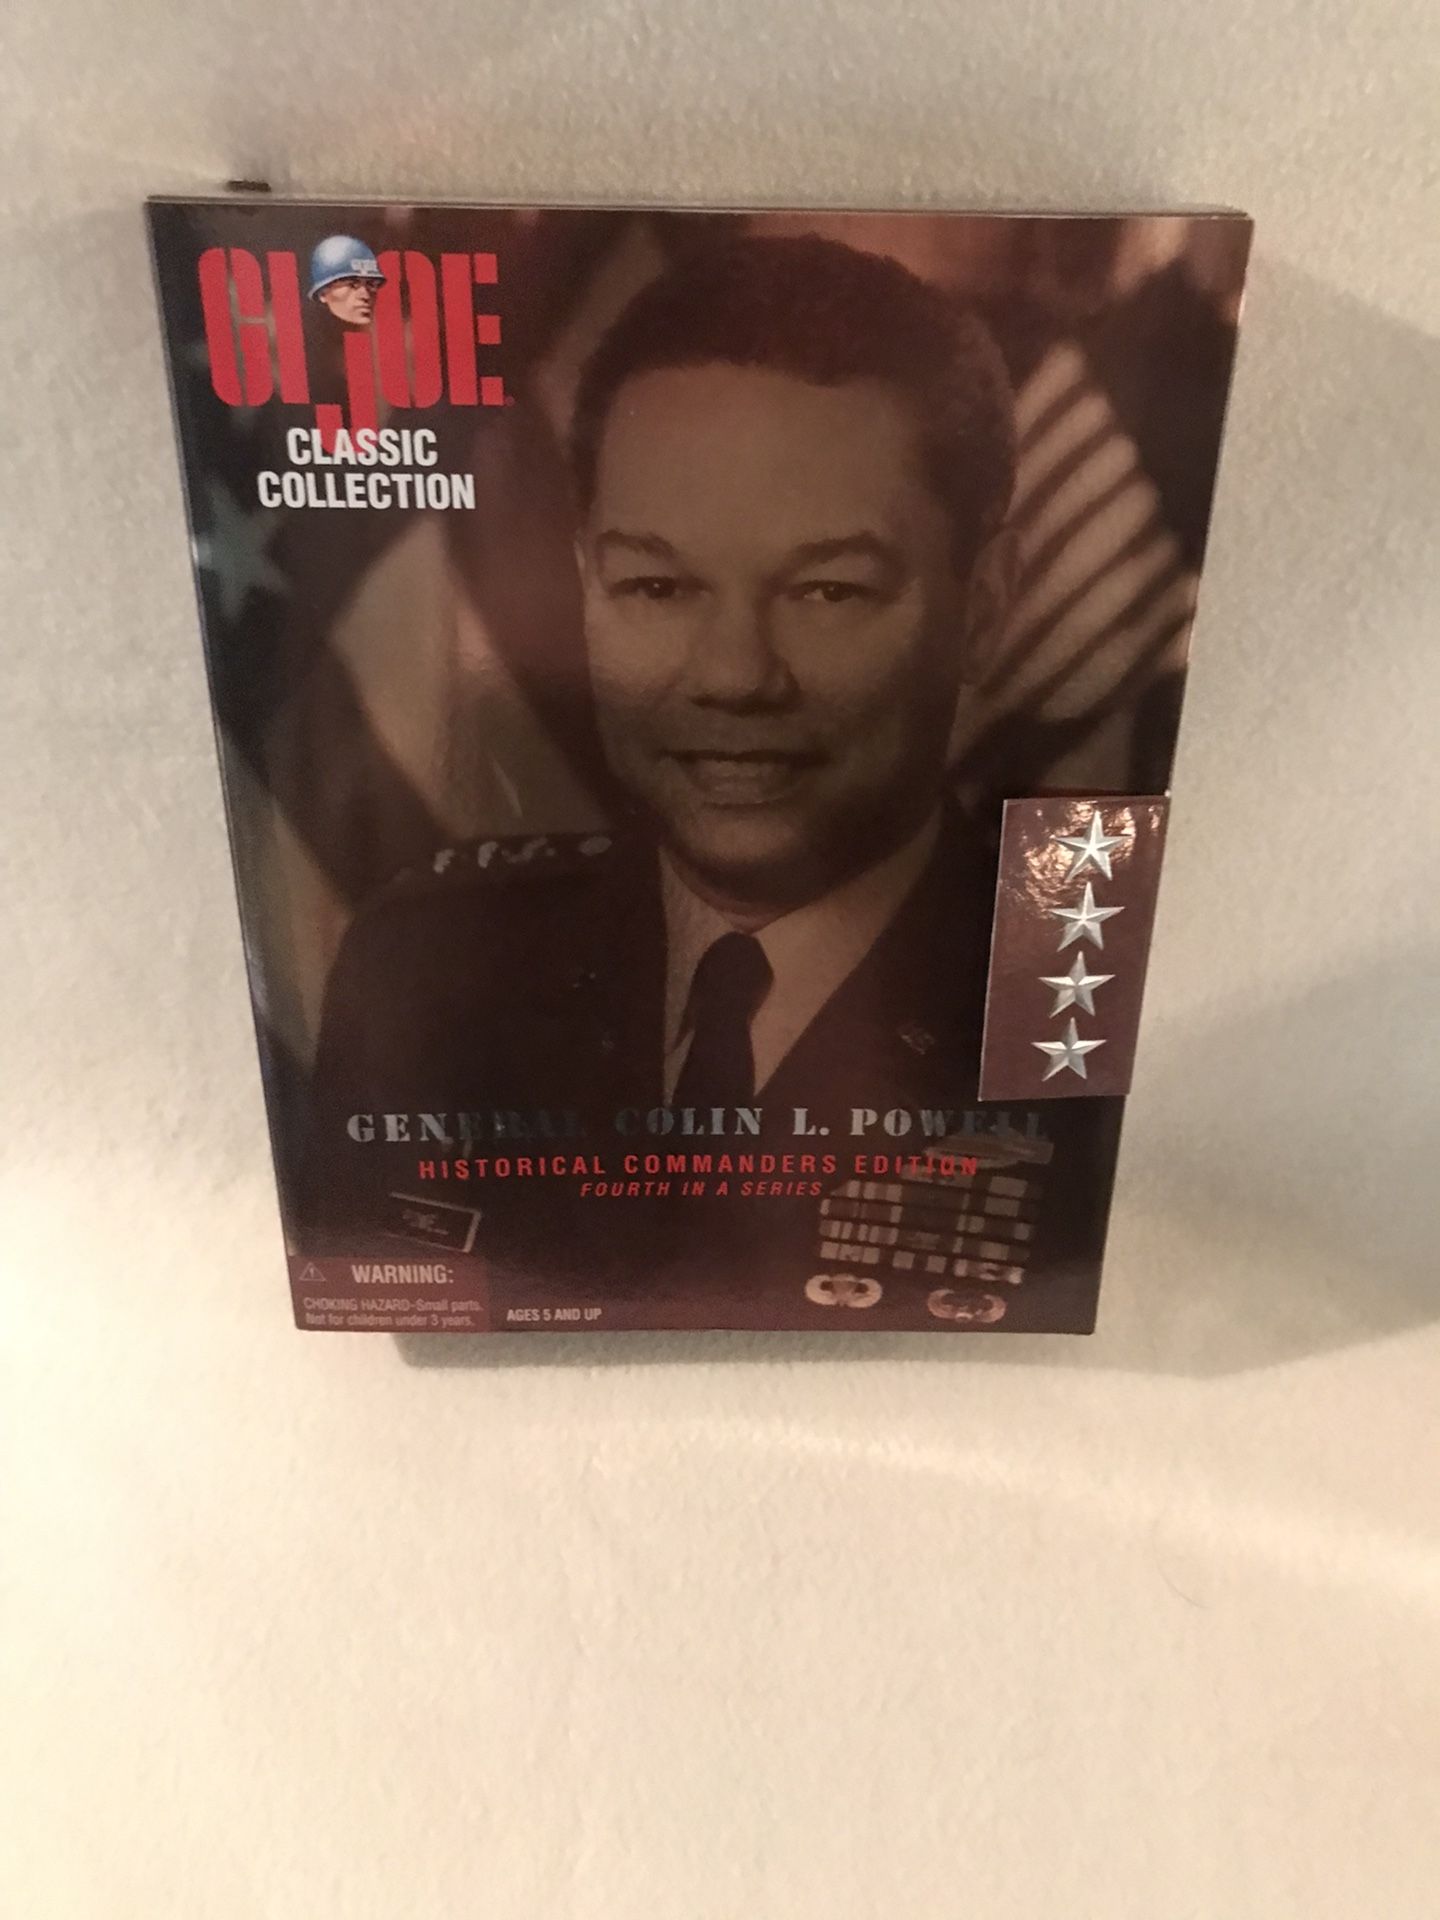 GI JOE
CLASSIC
COLLECTION
GENERAL COLIN L. POWELL
HISTORICAL COMMANDERS EDITION
FOURTH IN A SERIES
WARNING:
CHOKING HAZARD-Small parts.
Not for children under 3 years.
AGES 5 AND UP